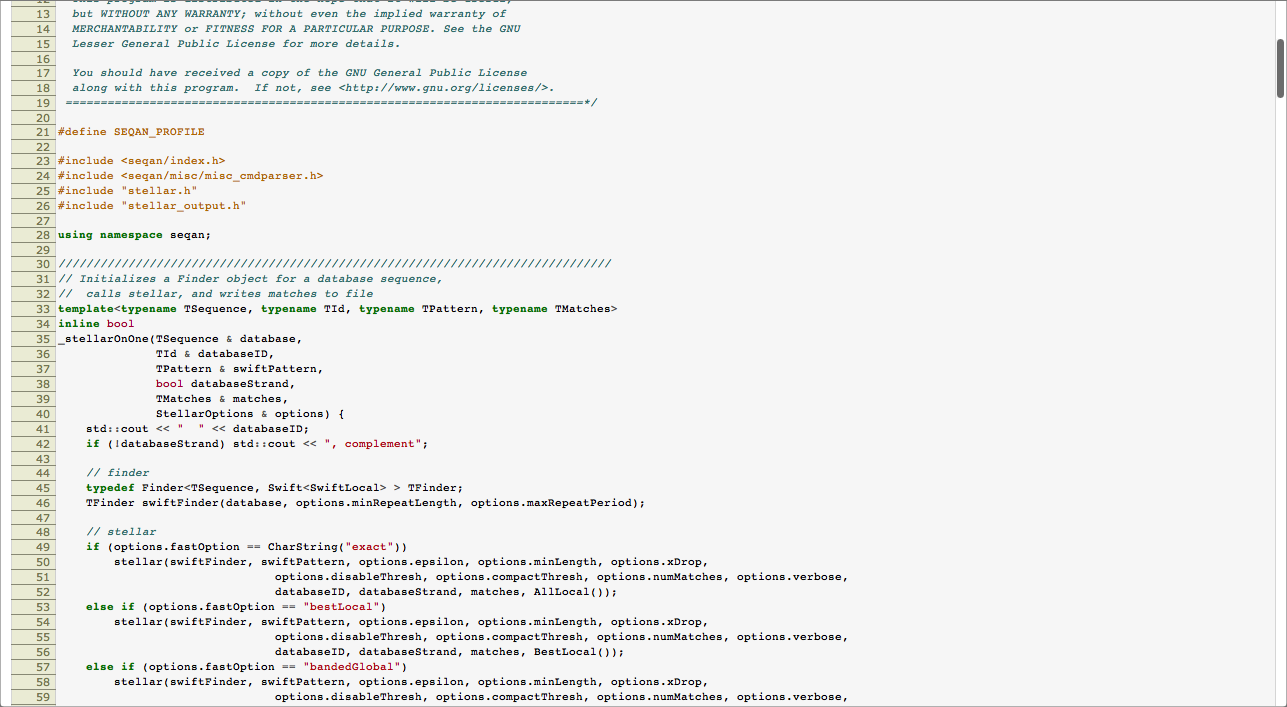 12 this program is distributed in the hope that it will be useful,
13 but WITHOUT ANY WARRANTY; without even the implied warranty of
14 MERCHANTABILITY or FITNESS FOR A PARTICULAR PURPOSE. See the GNU
15 Lesser General Public License for more details.
16
17 You should have received a copy of the GNU General Public License
18 along with this program.  If not, see <http://www.gnu.org/licenses/>.
19 ==========================================================================*/
20
21 #define SEQAN_PROFILE
22
23 #include <seqan/index.h>
24 #include <seqan/misc/misc_cmdparser.h>
25 #include "stellar.h"
26 #include "stellar_output.h"
27
28 using namespace seqan;
29
30 ///////////////////////////////////////////////////////////////////////////////
31 // Initializes a Finder object for a database sequence,
32 //  calls stellar, and writes matches to file
33 template<typename TSequence, typename TId, typename TPattern, typename TMatches>
34 inline bool
35 _stellarOnOne(TSequence & database,
36               TId & databaseID,
37               TPattern & swiftPattern,
38               bool databaseStrand,
39               TMatches & matches,
40               StellarOptions & options) {
41     std::cout << "  " << databaseID;
42     if (!databaseStrand) std::cout << ", complement";
43
44     // finder
45     typedef Finder<TSequence, Swift<SwiftLocal> > TFinder;
46     TFinder swiftFinder(database, options.minRepeatLength, options.maxRepeatPeriod);
47
48     // stellar
49     if (options.fastOption == CharString("exact"))
50         stellar(swiftFinder, swiftPattern, options.epsilon, options.minLength, options.xDrop,
51                                options.disableThresh, options.compactThresh, options.numMatches, options.verbose,
52                                databaseID, databaseStrand, matches, AllLocal());
53     else if (options.fastOption == "bestLocal")
54         stellar(swiftFinder, swiftPattern, options.epsilon, options.minLength, options.xDrop,
55                                options.disableThresh, options.compactThresh, options.numMatches, options.verbose,
56                                databaseID, databaseStrand, matches, BestLocal());
57     else if (options.fastOption == "bandedGlobal")
58         stellar(swiftFinder, swiftPattern, options.epsilon, options.minLength, options.xDrop,
59                                options.disableThresh, options.compactThresh, options.numMatches, options.verbose,